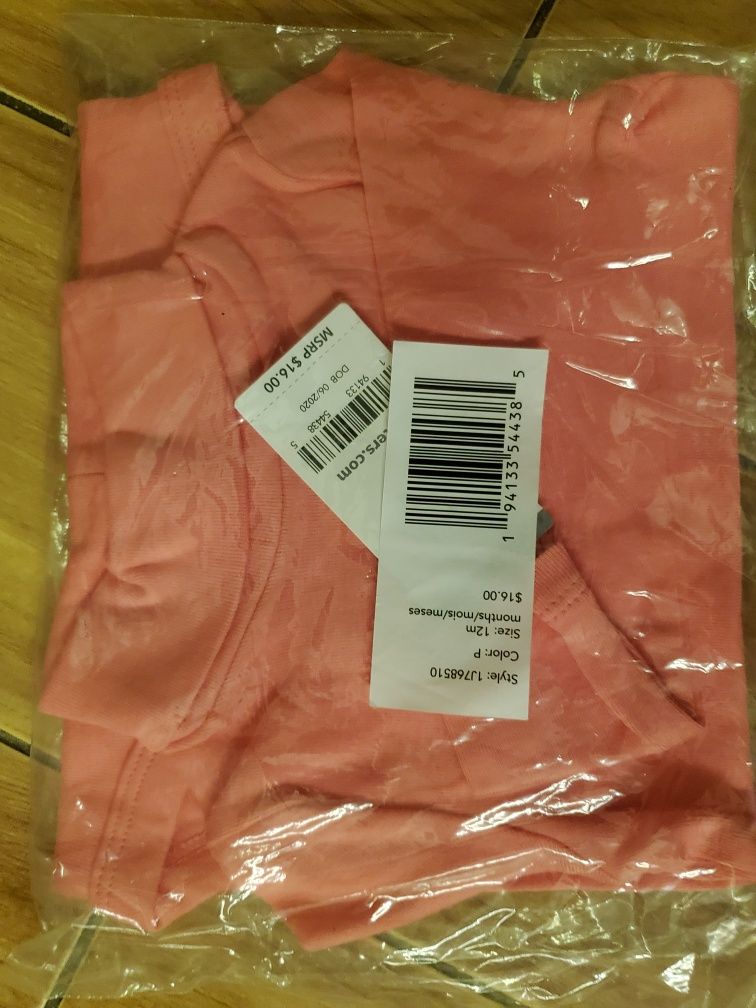 Style: 1J768510
Color: P
Size: 12m
months/mois/meses
$16.00
1 94133 54438 5
ers.com
1 94133 54438 5
DOB 06/2020
MSRP $16.00